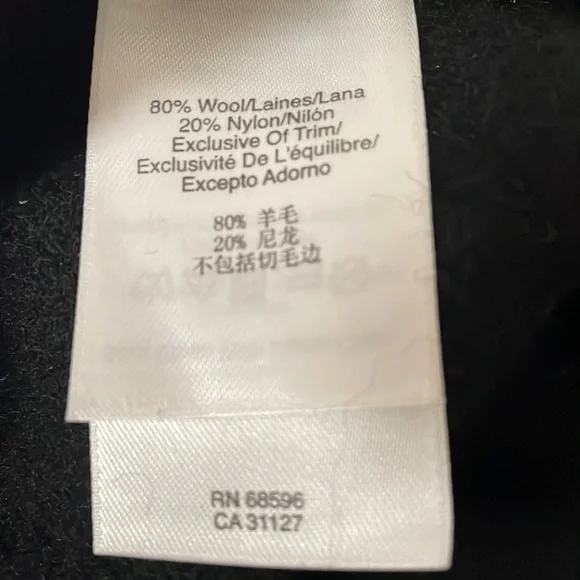 80% Wool/Laines/Lana
20% Nylon/Nilón
Exclusive Of Trim/
Exclusivité De L'équilibre/
Excepto Adorno
80% 羊毛
20% 尼龙
不包括切毛边
RN 68596
CA 31127